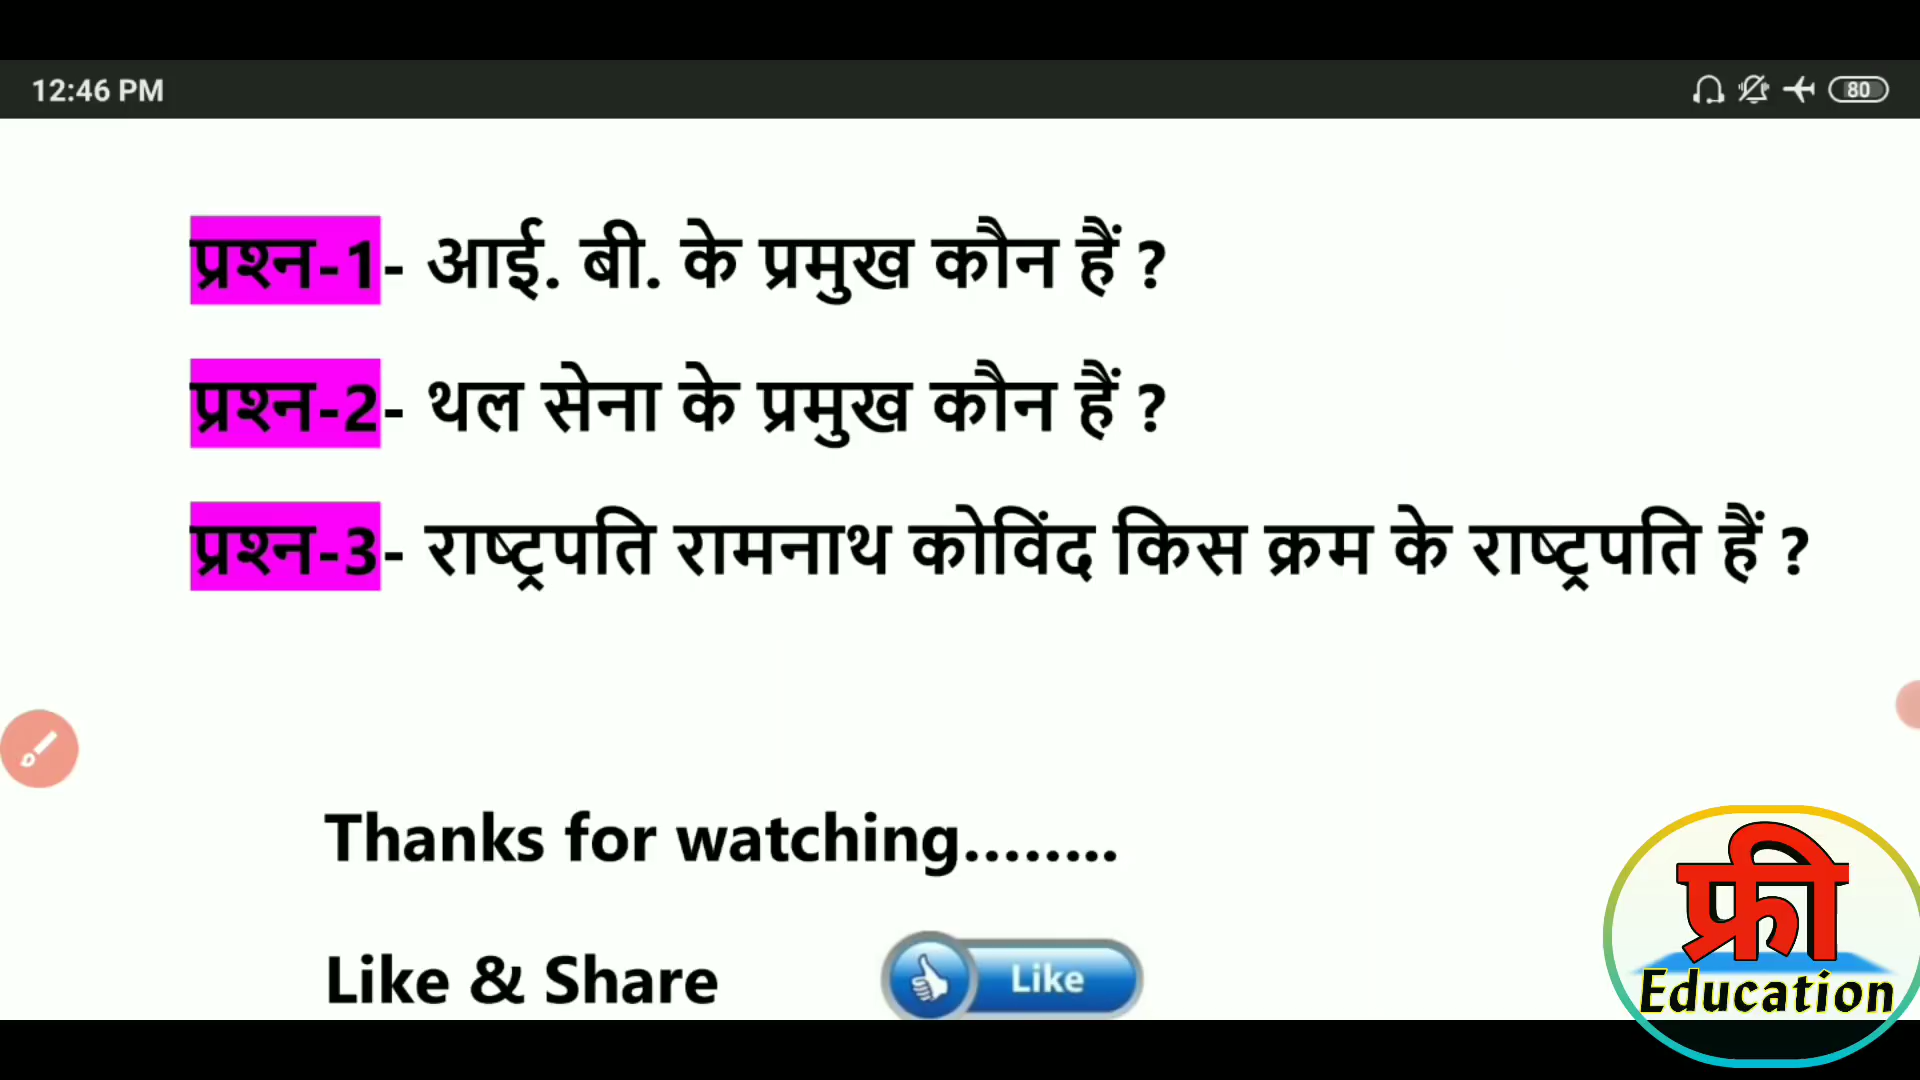 12:46 PM
80
प्रश्न-1- आई. बी. के प्रमुख कौन हैं ?
प्रश्न-2- थल सेना के प्रमुख कौन हैं ?
प्रश्न-3- राष्ट्रपति रामनाथ कोविंद किस क्रम के राष्ट्रपति हैं ?
Thanks for watching........
Like & Share
Like
फ्री
Education